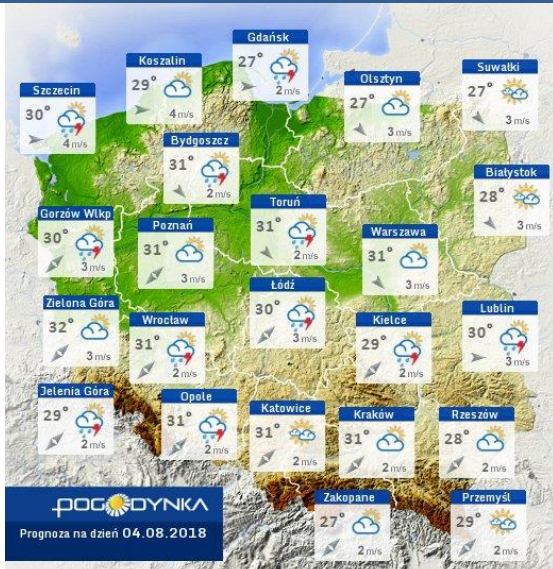 Gdańsk
27°
2 m/s
Koszalin
29°
4 m/s
Suwałki
27°
3 m/s
Olsztyn
27°
3 m/s
Szczecin
30°
4 m/s
Bydgoszcz
31°
2 m/s
Białystok
28°
3 m/s
Toruń
31°
2 m/s
Gorzów Wlkp
30°
3 m/s
Poznań
31°
3 m/s
Warszawa
31°
3 m/s
Łódź
30°
3 m/s
Zielona Góra
32°
3 m/s
Wrocław
31°
2 m/s
Kielce
29°
2 m/s
Lublin
30°
3 m/s
Jelenia Góra
29°
2 m/s
Opole
31°
2 m/s
Katowice
31°
2 m/s
Kraków
31°
2 m/s
Rzeszów
28°
2 m/s
Zakopane
27°
2 m/s
Przemyśl
29°
2 m/s
POGODYNKA
Prognoza na dzień 04.08.2018